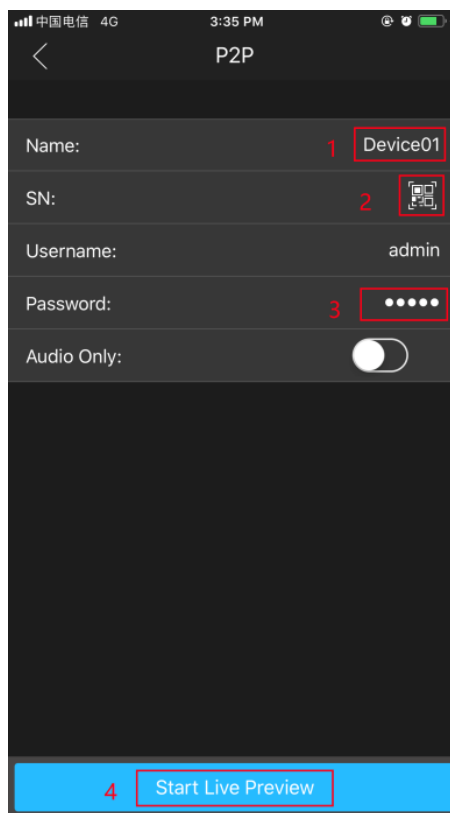 中国电信 4G 3:35 PM
P2P
Name: 1 Device01
SN: 2
Username: admin
Password: 3 •••••
Audio Only:
4 Start Live Preview